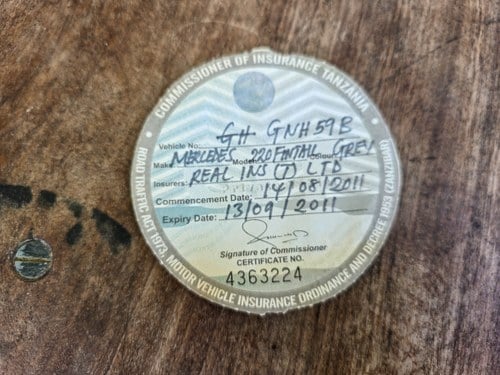 COMMISSIONER OF INSURANCE TANZANIA
Vehicle No: GH GNH 59B
Make: MERCEDES Model: 220 FINTAIL Colour: GREY
Insurers: REAL INS (T) LTD
Commencement Date: 14/08/2011
Expiry Date: 13/09/2011
Signature of Commissioner
CERTIFICATE NO.
4363224
ROAD TRAFFIC ACT 1973, MOTOR VEHICLE INSURANCE ORDINANCE AND DECREE 1953 (ZANZIBAR)